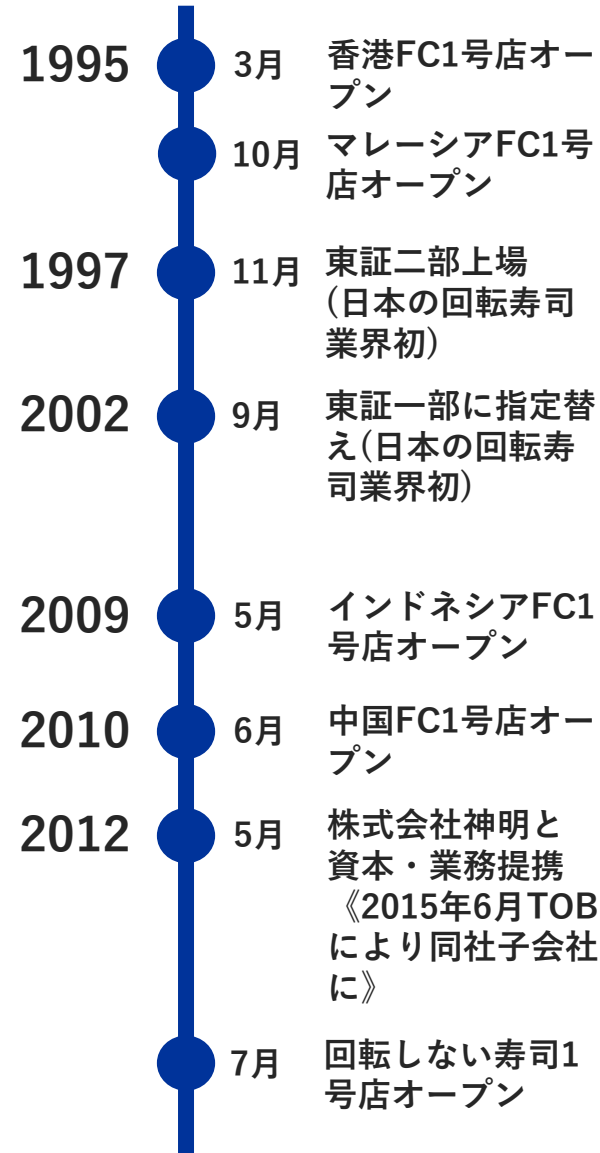 1995 3月 香港FC1号店オー
プン
10月 マレーシアFC1号
店オープン
1997 11月 東証二部上場
(日本の回転寿司
業界初)
2002 9月 東証一部に指定替
え(日本の回転寿
司業界初)
2009 5月 インドネシアFC1
号店オープン
2010 6月 中国FC1号店オー
プン
2012 5月 株式会社神明と
資本・業務提携
《2015年6月TOB
により同社子会社
に》
7月 回転しない寿司1
号店オープン